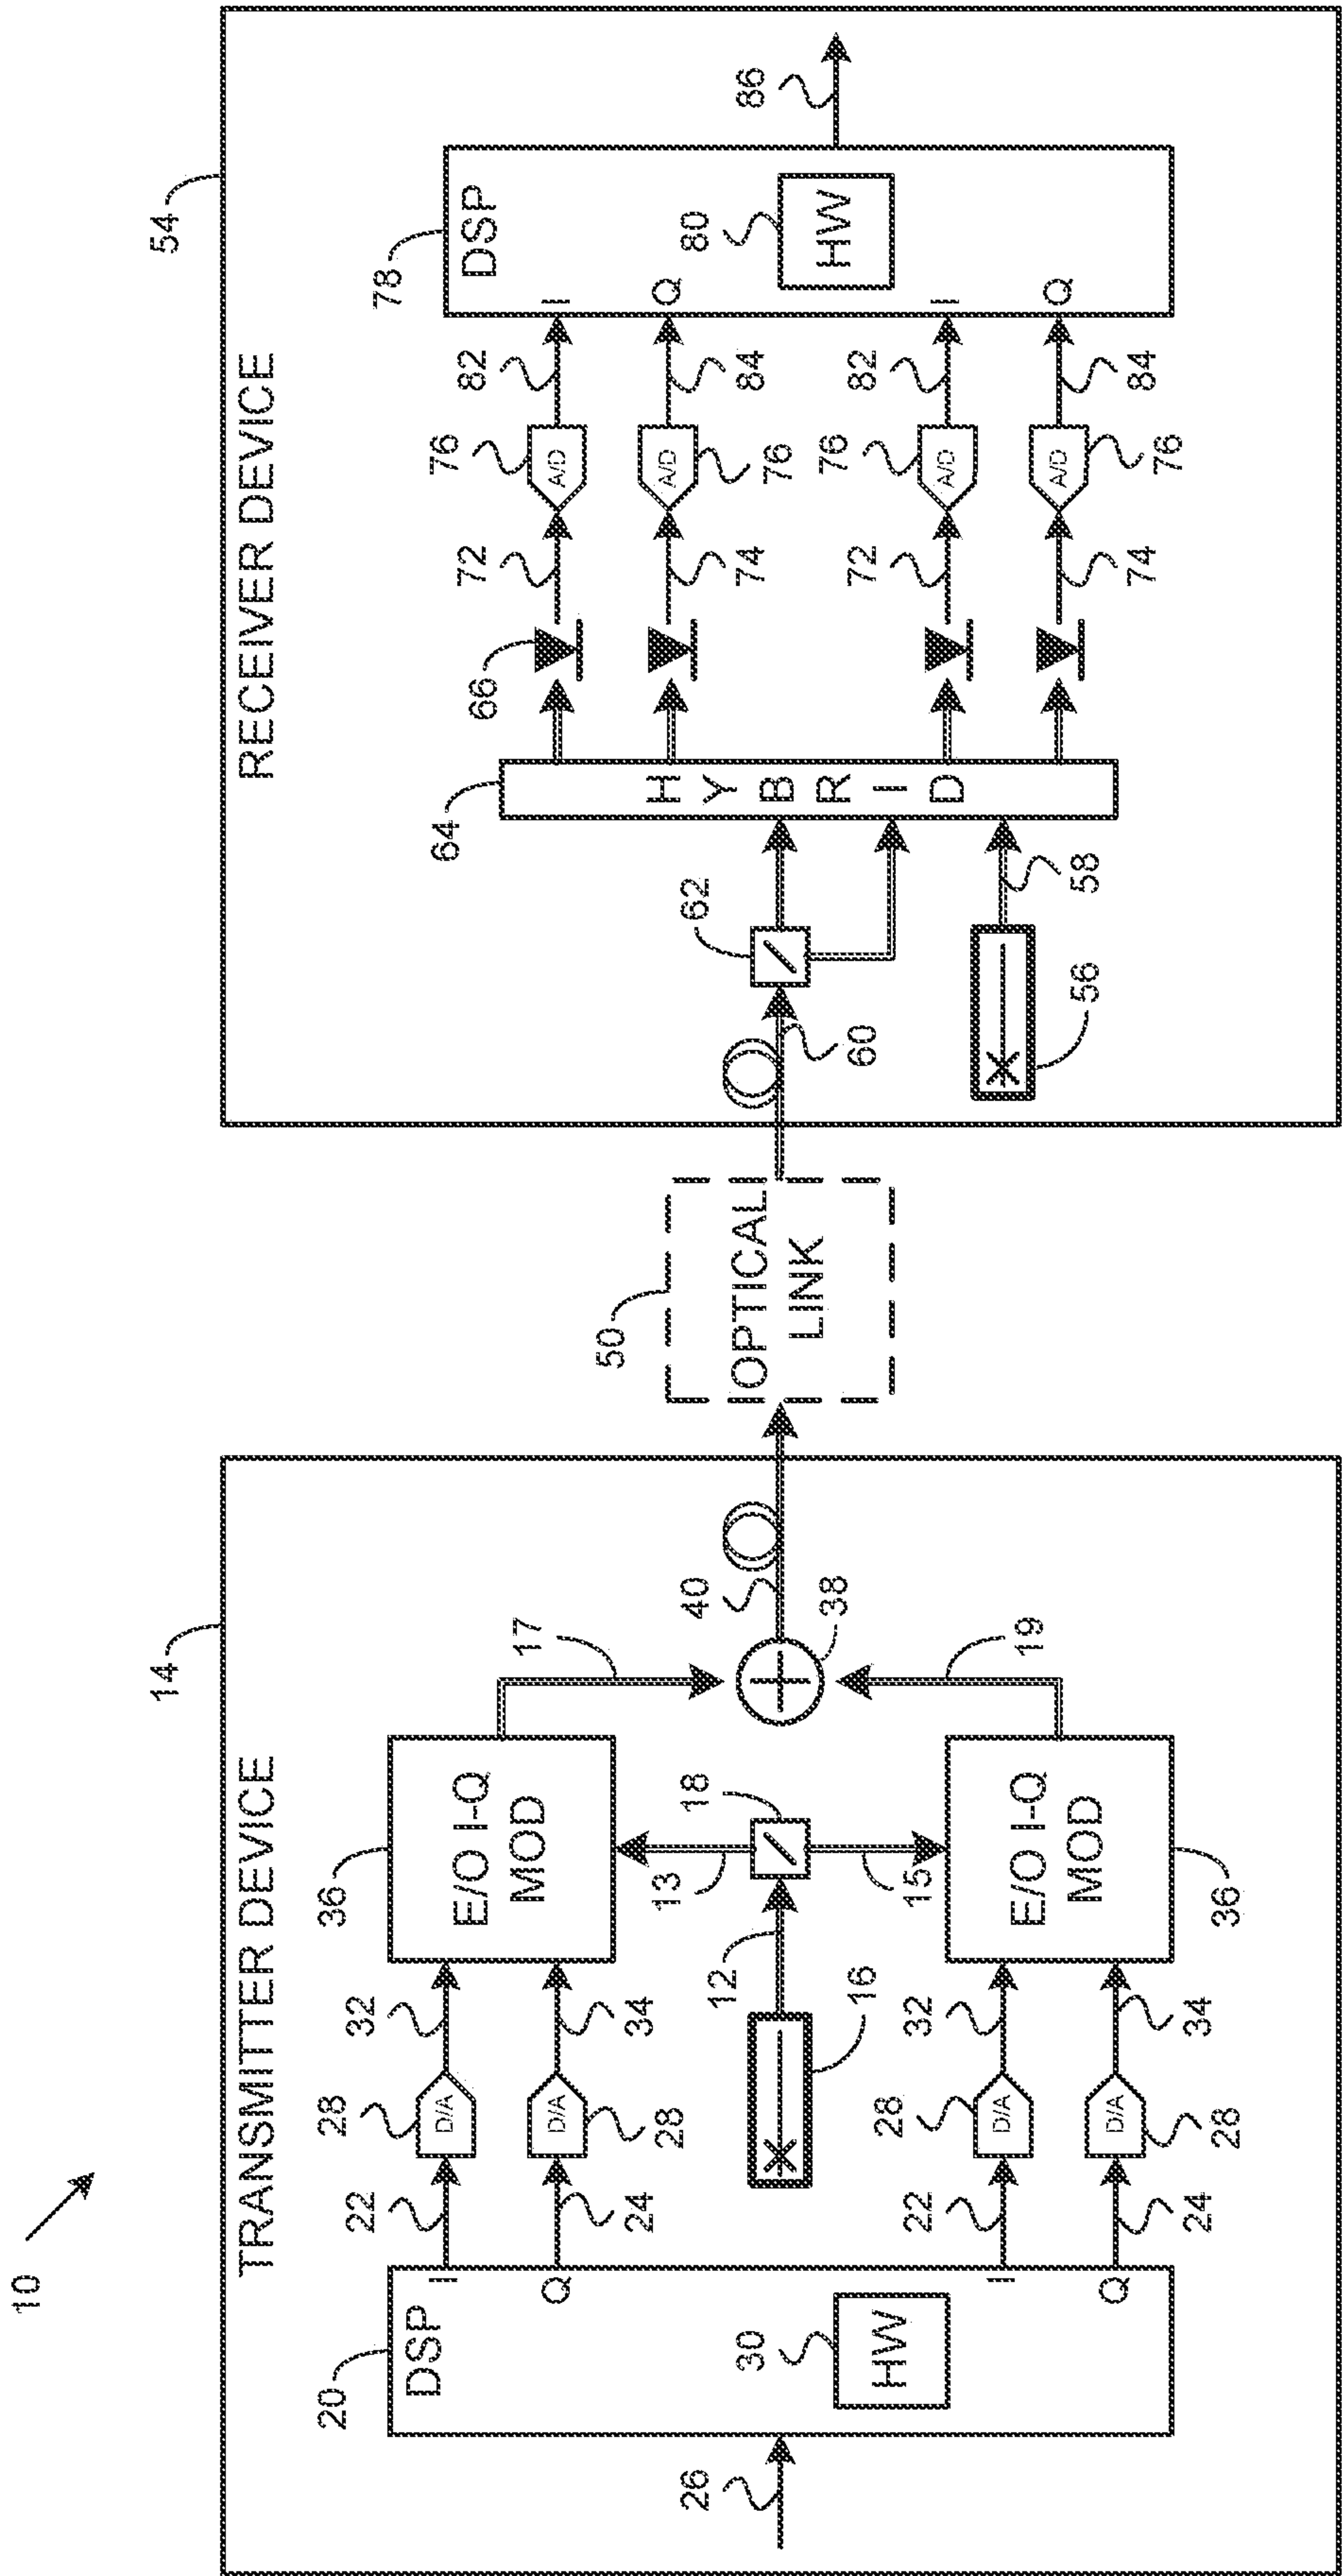 10
TRANSMITTER DEVICE
14
20
DSP
I
Q
I
Q
30
HW
26
22
28
D/A
32
24
D/A
28
34
36
E/O I-Q
MOD
17
12
16
13
18
15
40
38
19
22
28
D/A
32
24
D/A
28
34
E/O I-Q
MOD
36
50
OPTICAL
LINK
RECEIVER DEVICE
54
60
62
56
58
64
HYBRID
66
72
76
A/D
82
74
A/D
76
84
72
76
A/D
82
74
A/D
76
84
78
DSP
I
Q
I
Q
80
HW
86